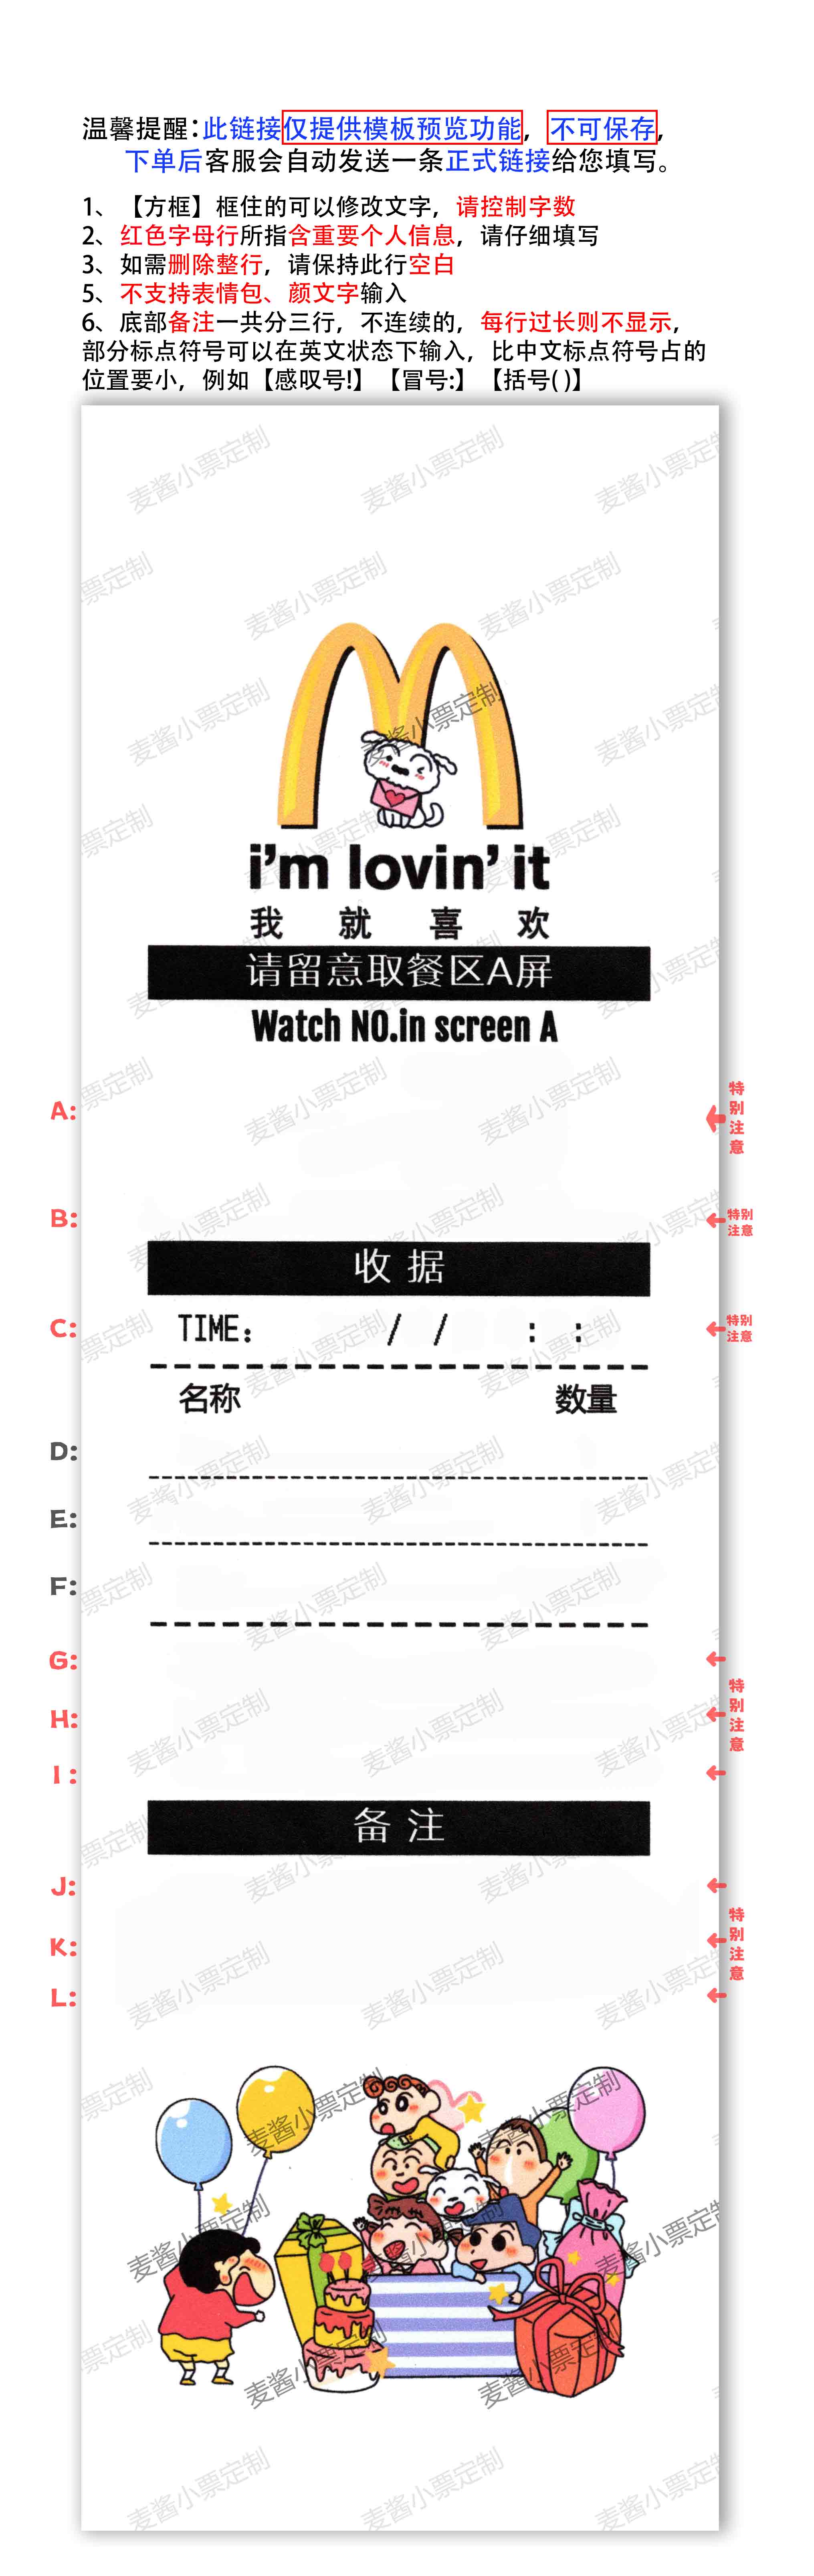 温馨提醒:此链接仅提供模板预览功能,不可保存,
下单后客服会自动发送一条正式链接给您填写。
1、【方框】框住的可以修改文字,请控制字数
2、红色字母行所指含重要个人信息,请仔细填写
3、如需删除整行,请保持此行空白
5、不支持表情包、颜文字输入
6、底部备注一共分三行,不连续的,每行过长则不显示,
部分标点符号可以在英文状态下输入,比中文标点符号占的
位置要小,例如【感叹号!】【冒号:】【括号( )】
麦酱小票定制
i'm lovin' it
我就喜欢
请留意取餐区A屏
Watch NO.in screen A
A:
特别注意
B:
特别注意
收据
C:
TIME: / / : :
特别注意
名称 数量
D:
E:
F:
G:
H:
特别注意
I:
备注
J:
K:
特别注意
L: